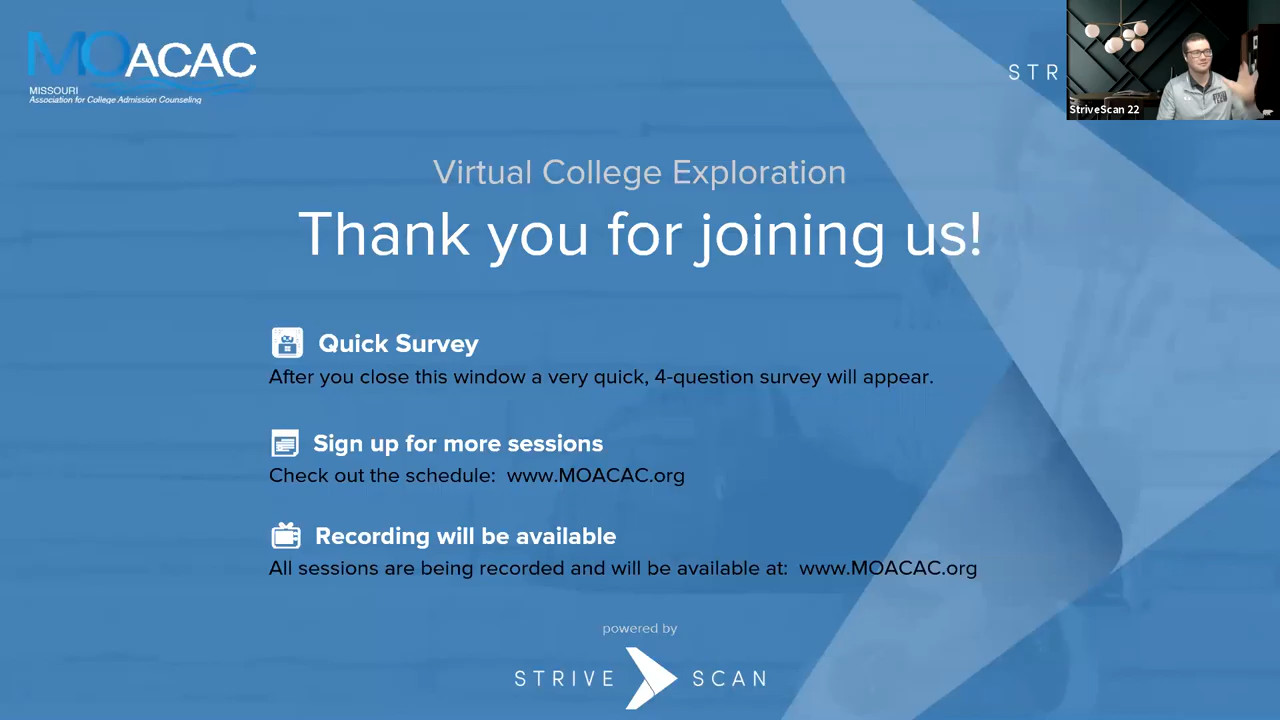 MOACAC
MISSOURI
Association for College Admission Counseling
STR
StriveScan 22
Virtual College Exploration
Thank you for joining us!
Quick Survey
After you close this window a very quick, 4-question survey will appear.
Sign up for more sessions
Check out the schedule: www.MOACAC.org
Recording will be available
All sessions are being recorded and will be available at: www.MOACAC.org
powered by
STRIVE SCAN